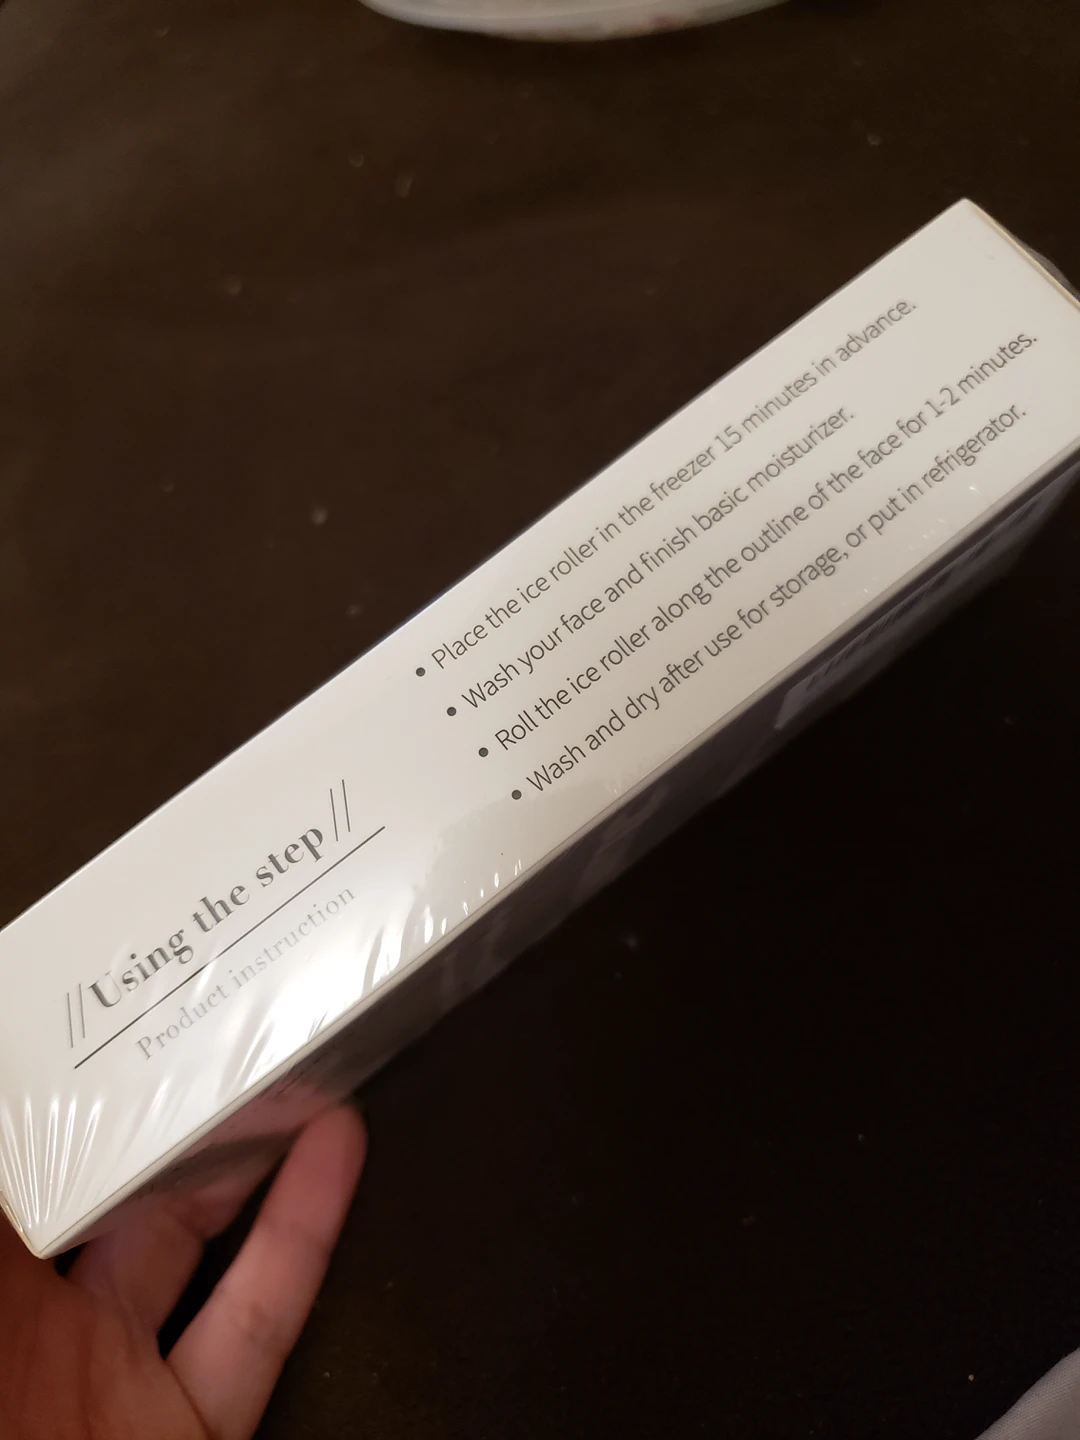 //Using the step//
Product instruction
• Place the ice roller in the freezer 15 minutes in advance.
• Wash your face and finish basic moisturizer.
• Roll the ice roller along the outline of the face for 1-2 minutes.
• Wash and dry after use for storage, or put in refrigerator.